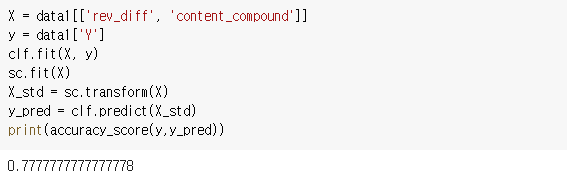 X = data1[['rev_diff', 'content_compound']]
y = data1['Y']
clf.fit(X, y)
sc.fit(X)
X_std = sc.transform(X)
y_pred = clf.predict(X_std)
print(accuracy_score(y,y_pred))
0.7777777777777778